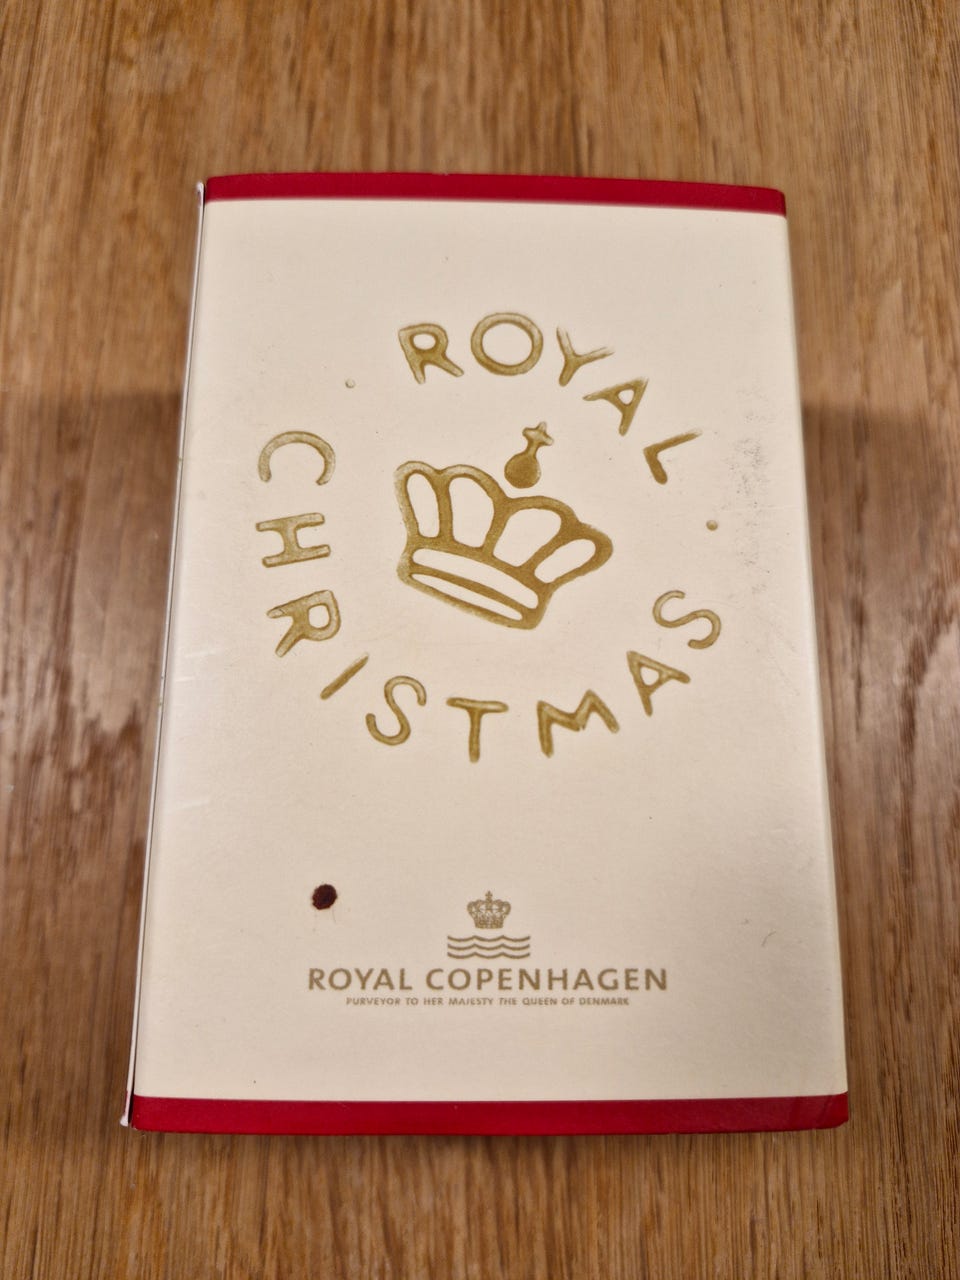 ROYAL
CHRISTMAS
ROYAL COPENHAGEN
PURVEYOR TO HER MAJESTY THE QUEEN OF DENMARK